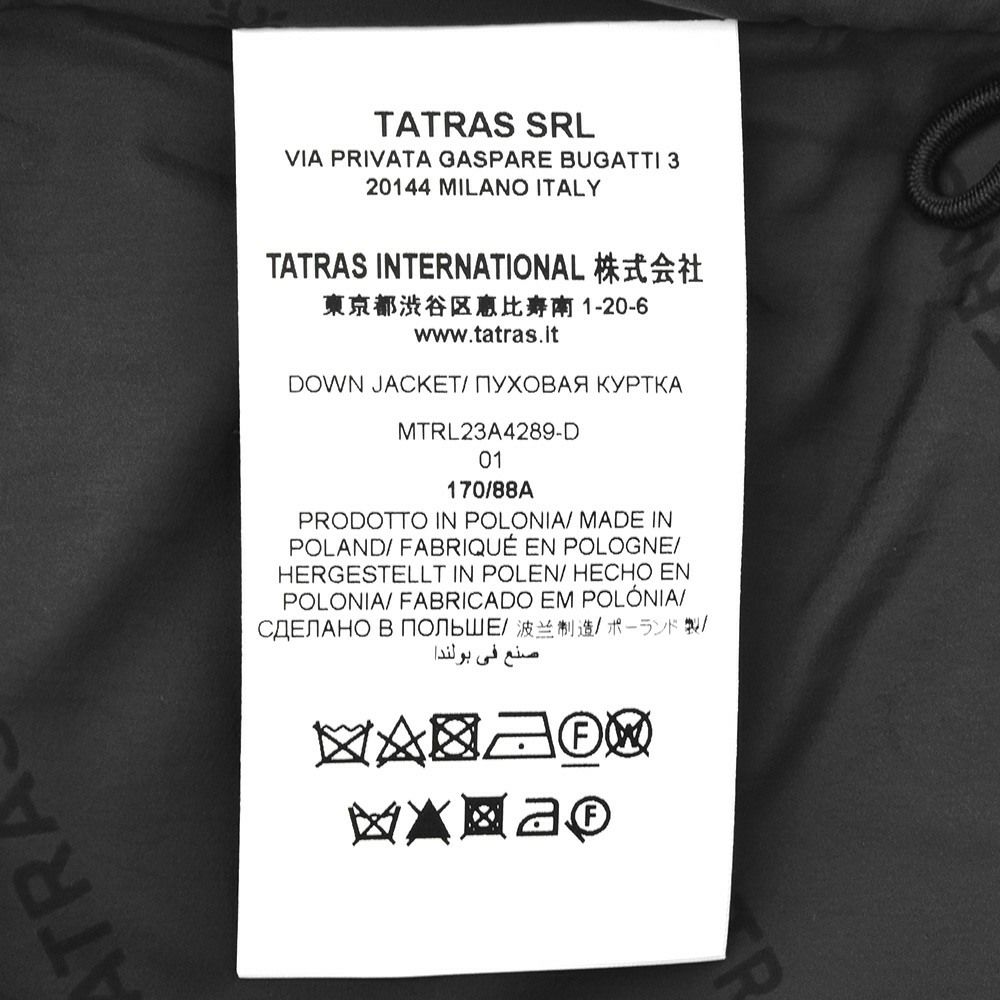 TATRAS SRL
VIA PRIVATA GASPARE BUGATTI 3
20144 MILANO ITALY
TATRAS INTERNATIONAL 株式会社
東京都渋谷区恵比寿南 1-20-6
www.tatras.it
DOWN JACKET/ ПУХОВАЯ КУРТКА
MTRL23A4289-D
01
170/88A
PRODOTTO IN POLONIA/ MADE IN
POLAND/ FABRIQUÉ EN POLOGNE/
HERGESTELLT IN POLEN/ HECHO EN
POLONIA/ FABRICADO EM POLÓNIA/
СДЕЛАНО В ПОЛЬШЕ/ 波兰制造/ ポーランド製/
صنع في بولندا
F W
F
TATRAS